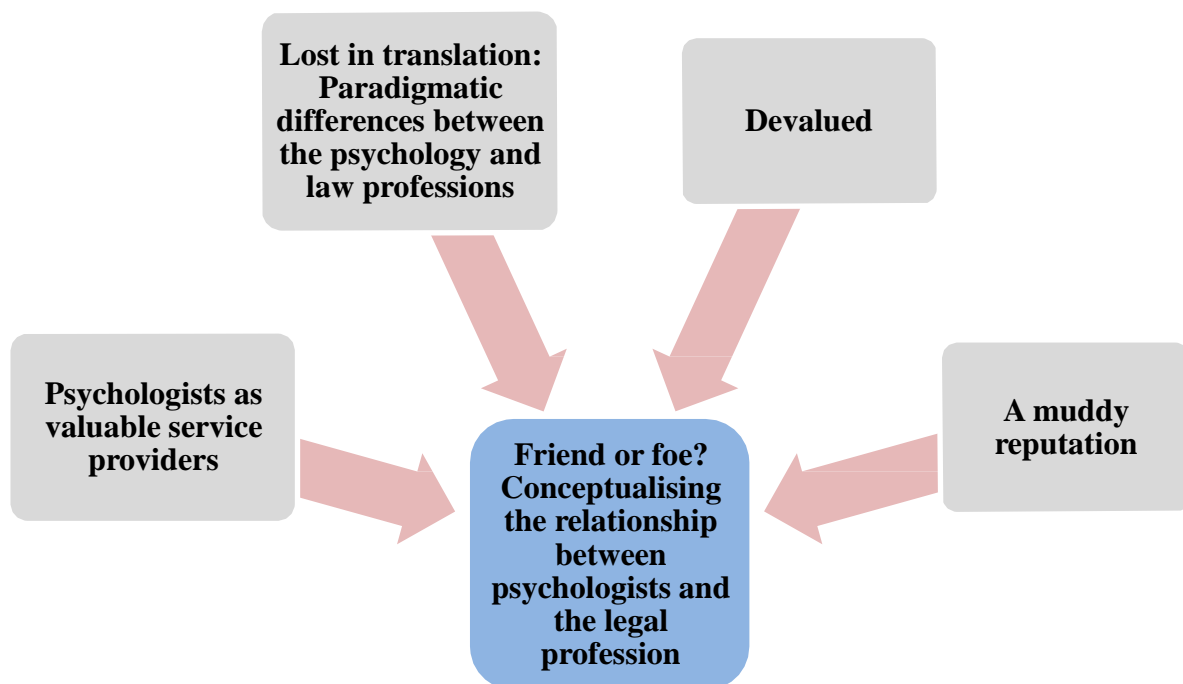 Lost in translation:
Paradigmatic
differences between
the psychology and
law professions
Devalued
Psychologists as
valuable service
providers
A muddy
reputation
Friend or foe?
Conceptualising
the relationship
between
psychologists and
the legal
profession